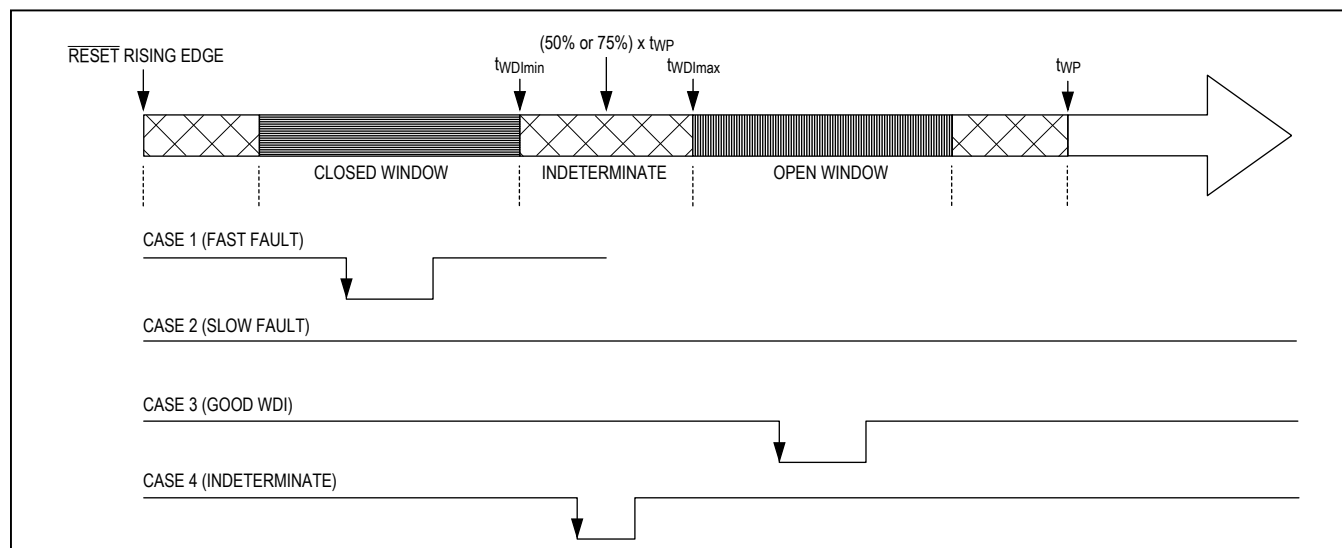 (50% or 75%) x tWP
RESET RISING EDGE
tWDImin
tWDImax
tWP
CLOSED WINDOW
INDETERMINATE
OPEN WINDOW
CASE 1 (FAST FAULT)
CASE 2 (SLOW FAULT)
CASE 3 (GOOD WDI)
CASE 4 (INDETERMINATE)